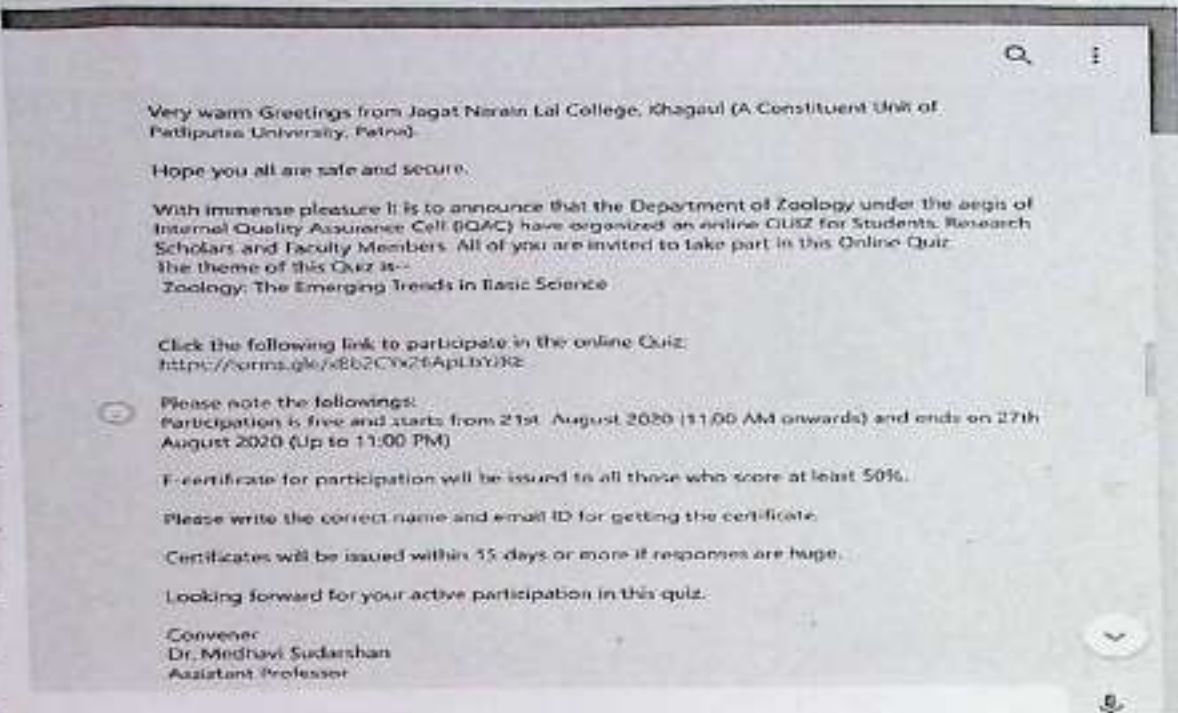 Very warm Greetings from Jagat Narain Lal College, Khagaul (A Constituent Unit of
Patliputra University, Patna).
Hope you all are safe and secure.
With immense pleasure it is to announce that the Department of Zoology under the aegis of
Internal Quality Assurance Cell (IQAC) have organized an online QUIZ for Students, Research
Scholars and Faculty Members. All of you are invited to take part in this Online Quiz
The theme of this Quiz is--
Zoology: The Emerging Trends in Basic Science
Click the following link to participate in the online Quiz:
Please note the followings:
Participation is free and starts from 21st August 2020 (11:00 AM onwards) and ends on 27th
August 2020 (Up to 11:00 PM)
E-certificate for participation will be issued to all those who score at least 50%.
Please write the correct name and email ID for getting the certificate.
Certificates will be issued within 15 days or more if responses are huge.
Looking forward for your active participation in this quiz.
Convener
Dr. Medhavi Sudarshan
Assistant Professor